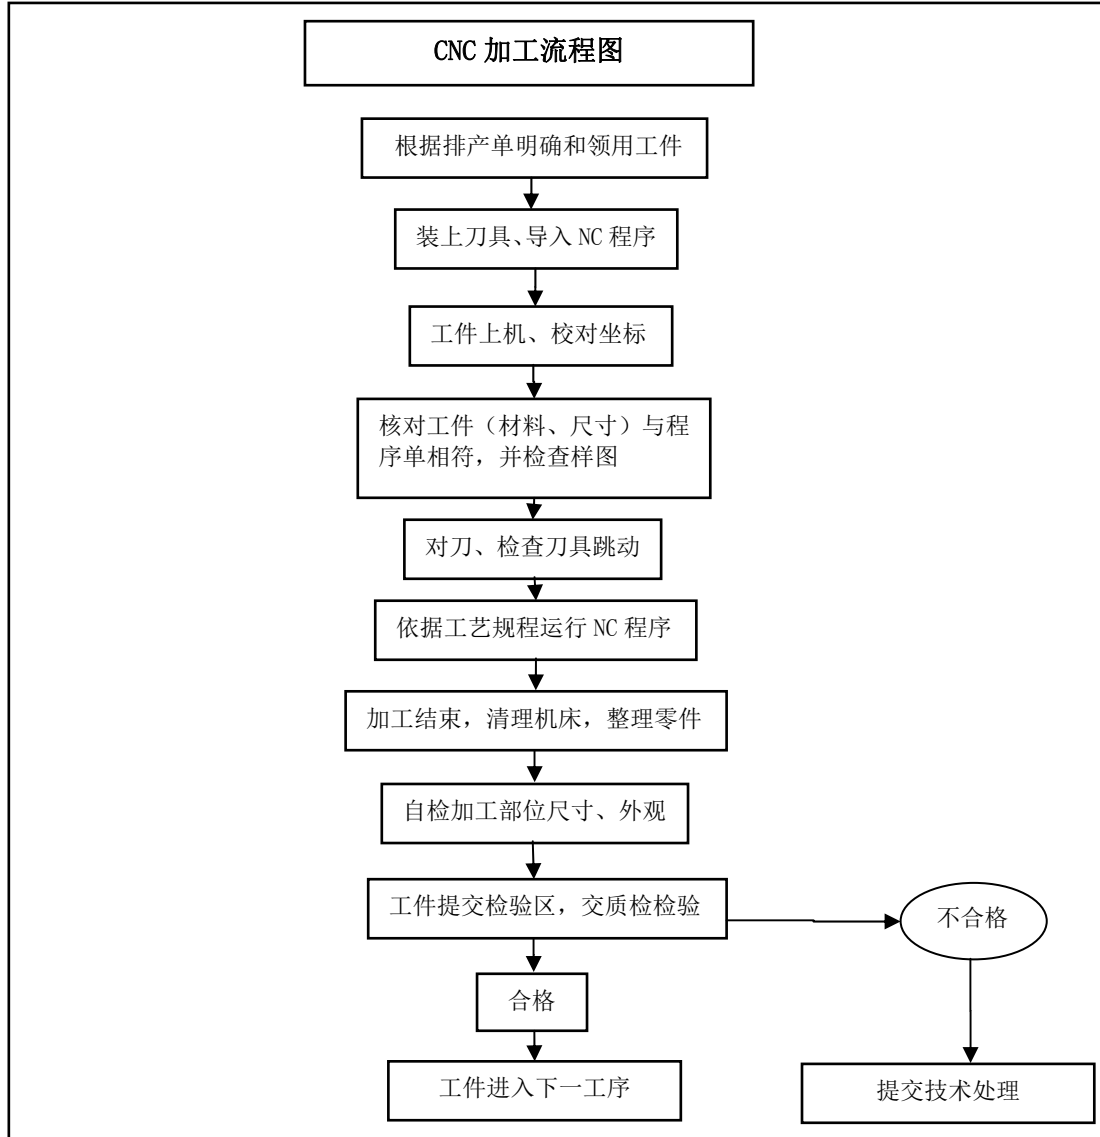 CNC 加工流程图
根据排产单明确和领用工件
装上刀具、导入 NC 程序
工件上机、校对坐标
核对工件（材料、尺寸）与程
序单相符，并检查样图
对刀、检查刀具跳动
依据工艺规程运行 NC 程序
加工结束，清理机床，整理零件
自检加工部位尺寸、外观
工件提交检验区，交质检检验
不合格
合格
工件进入下一工序
提交技术处理